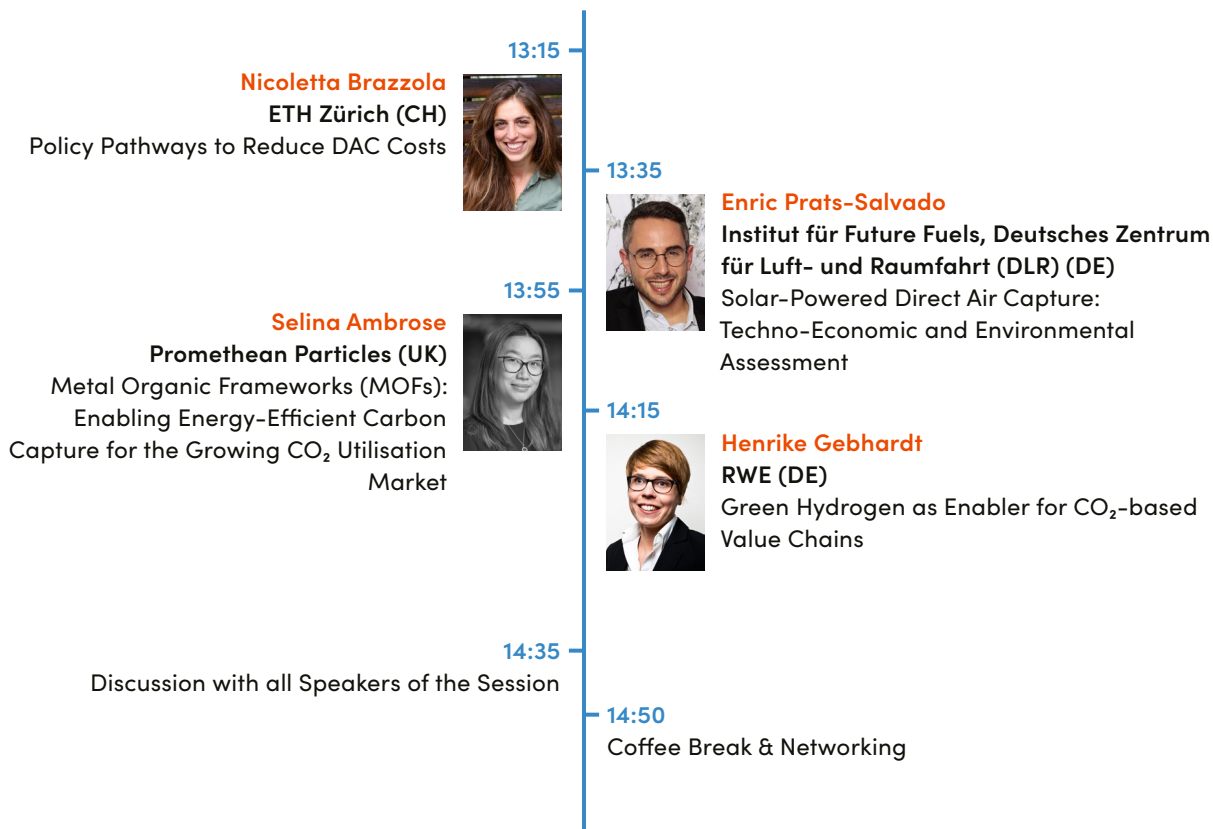 13:15
Nicoletta Brazzola
ETH Zürich (CH)
Policy Pathways to Reduce DAC Costs
13:35
Enric Prats-Salvado
Institut für Future Fuels, Deutsches Zentrum
für Luft- und Raumfahrt (DLR) (DE)
Solar-Powered Direct Air Capture:
Techno-Economic and Environmental
Assessment
13:55
Selina Ambrose
Promethean Particles (UK)
Metal Organic Frameworks (MOFs):
Enabling Energy-Efficient Carbon
Capture for the Growing CO₂ Utilisation
Market
14:15
Henrike Gebhardt
RWE (DE)
Green Hydrogen as Enabler for CO₂-based
Value Chains
14:35
Discussion with all Speakers of the Session
14:50
Coffee Break & Networking